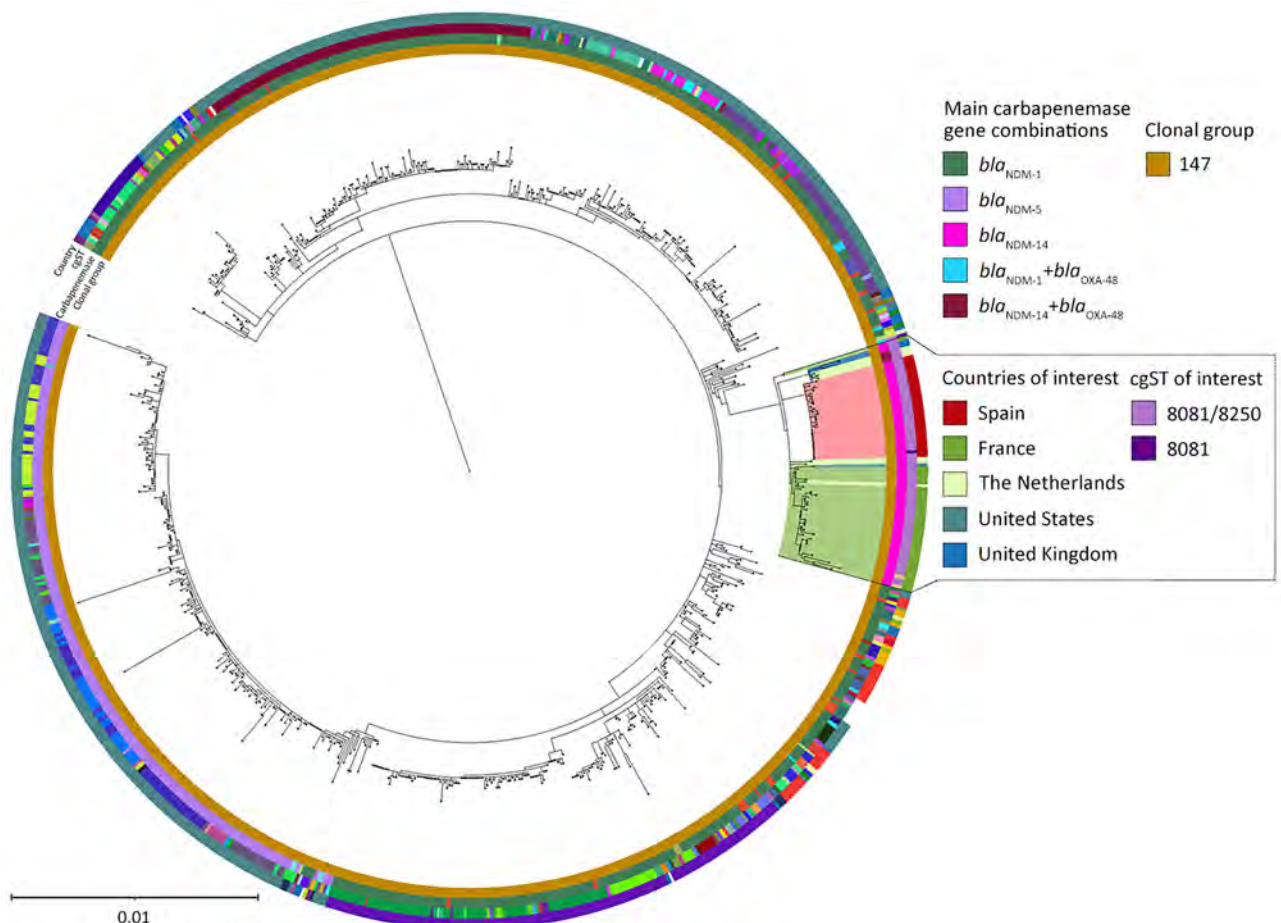 Main carbapenemase
gene combinations
bla NDM-1
bla NDM-5
bla NDM-14
bla NDM-1+bla OXA-48
bla NDM-14+bla OXA-48
Clonal group
147
Country
cgST
Carbapenemase
Clonal group
Countries of interest
Spain
France
The Netherlands
United States
United Kingdom
cgST of interest
8081/8250
8081
0.01